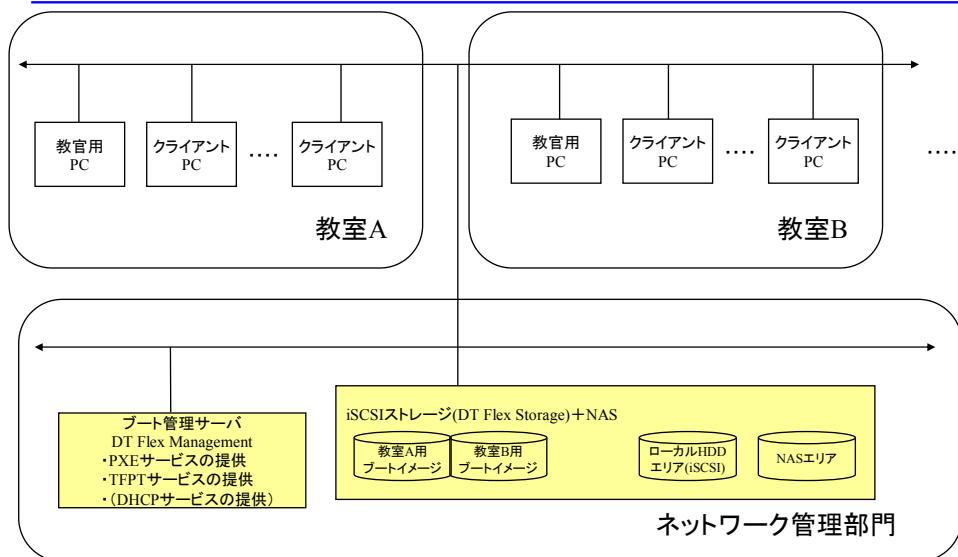 教官用
PC
クライアント
PC
‥‥
クライアント
PC
教室A
教官用
PC
クライアント
PC
‥‥
クライアント
PC
教室B
‥‥
ブート管理サーバ
DT Flex Management
・PXEサービスの提供
・TFPTサービスの提供
・(DHCPサービスの提供)
iSCSIストレージ(DT Flex Storage)+NAS
教室A用
ブートイメージ
教室B用
ブートイメージ
ローカルHDD
エリア(iSCSI)
NASエリア
ネットワーク管理部門